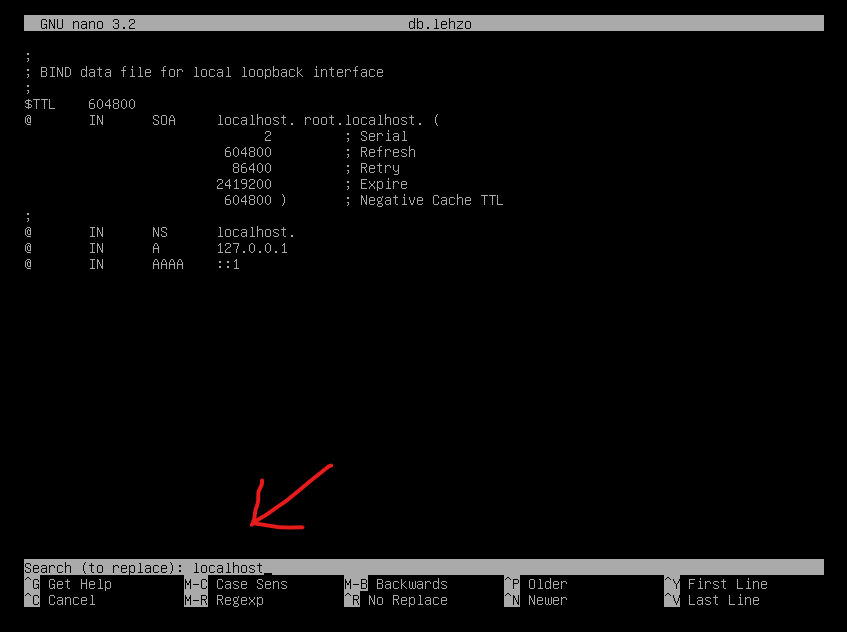 GNU nano 3.2 db.lehzo
;
; BIND data file for local loopback interface
;
$TTL 604800
@ IN SOA localhost. root.localhost. (
2 ; Serial
604800 ; Refresh
86400 ; Retry
2419200 ; Expire
604800 ) ; Negative Cache TTL
;
@ IN NS localhost.
@ IN A 127.0.0.1
@ IN AAAA ::1
Search (to replace): localhost_
^G Get Help M-C Case Sens M-B Backwards ^P Older ^Y First Line
^C Cancel M-R Regexp ^R No Replace ^N Newer ^V Last Line